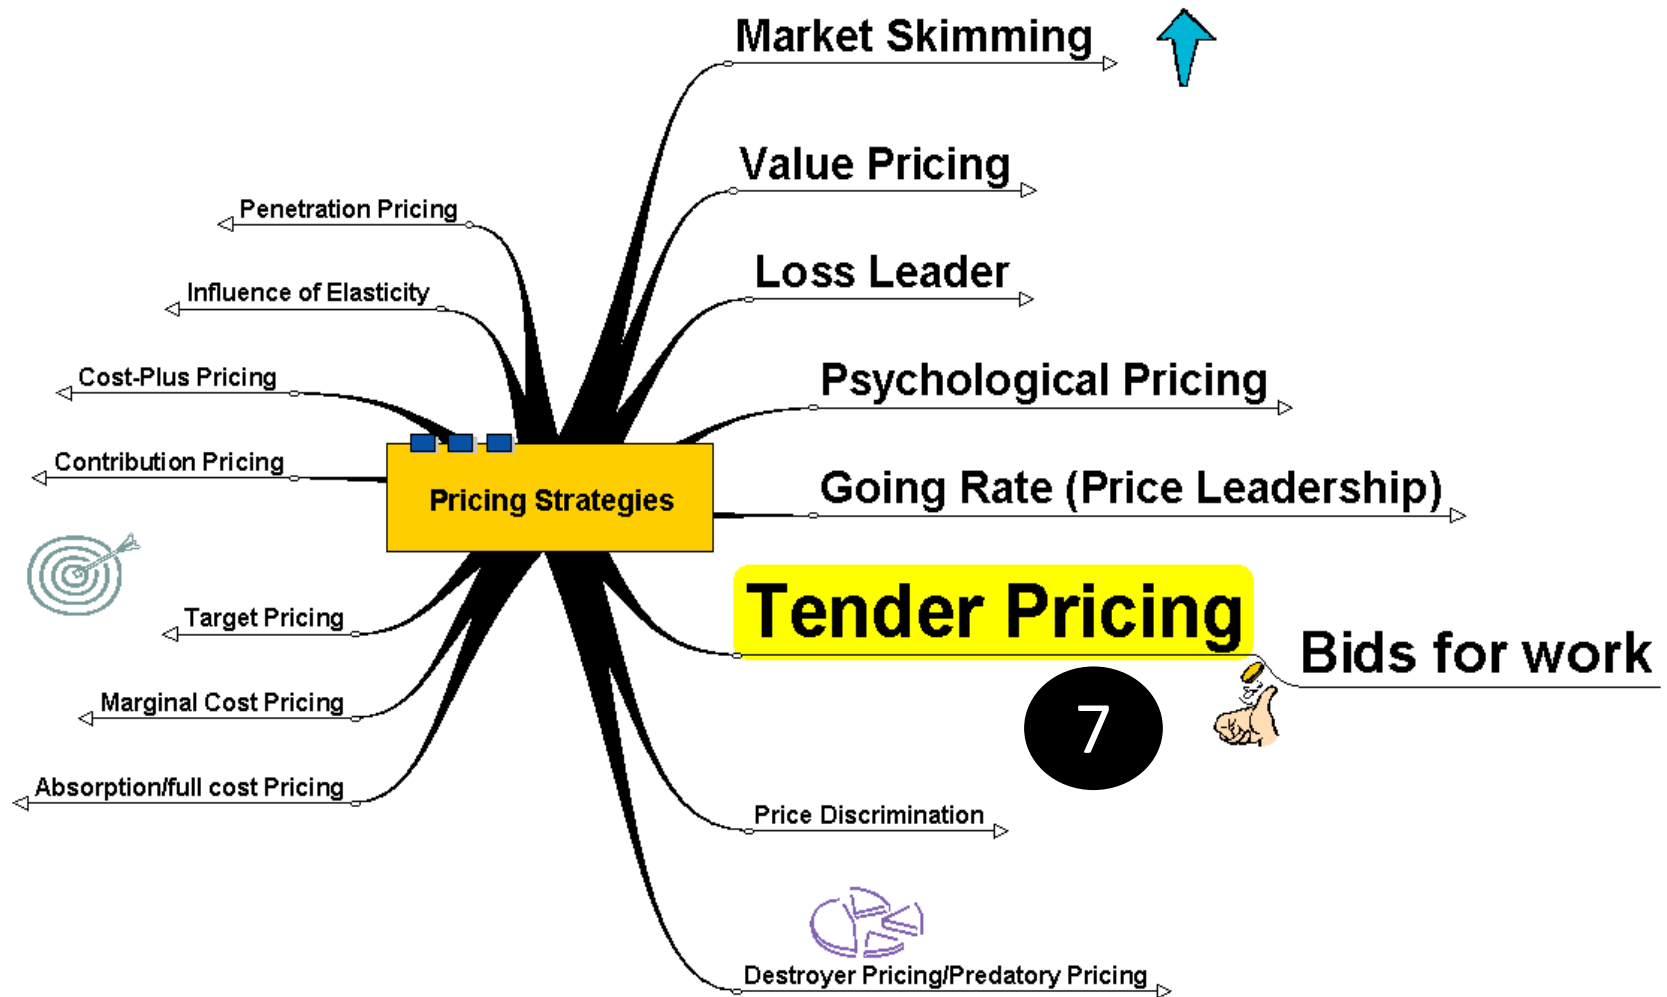 Market Skimming
Value Pricing
Penetration Pricing
Loss Leader
Influence of Elasticity
Cost-Plus Pricing
Psychological Pricing
Contribution Pricing
Going Rate (Price Leadership)
Pricing Strategies
Target Pricing
Tender Pricing
Bids for work
Marginal Cost Pricing
7
Absorption/full cost Pricing
Price Discrimination
Destroyer Pricing/Predatory Pricing